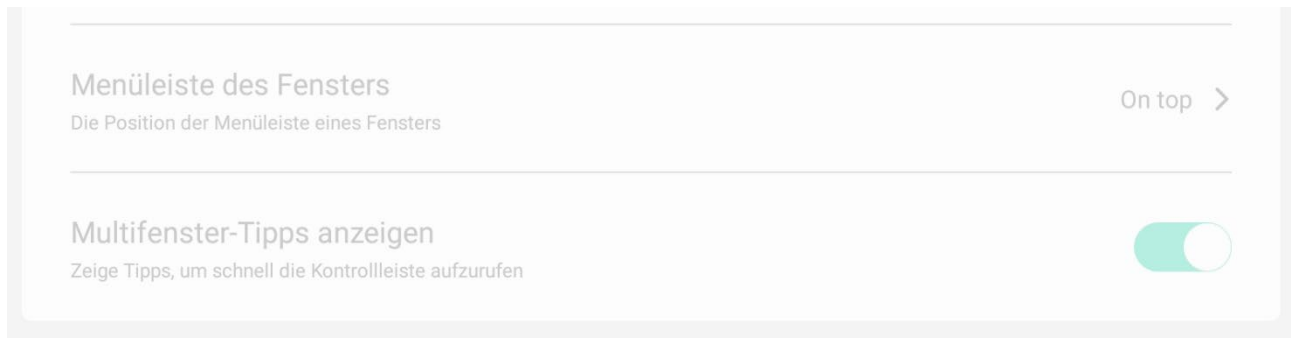 Menüleiste des Fensters
Die Position der Menüleiste eines Fensters
On top
Multifenster-Tipps anzeigen
Zeige Tipps, um schnell die Kontrollleiste aufzurufen